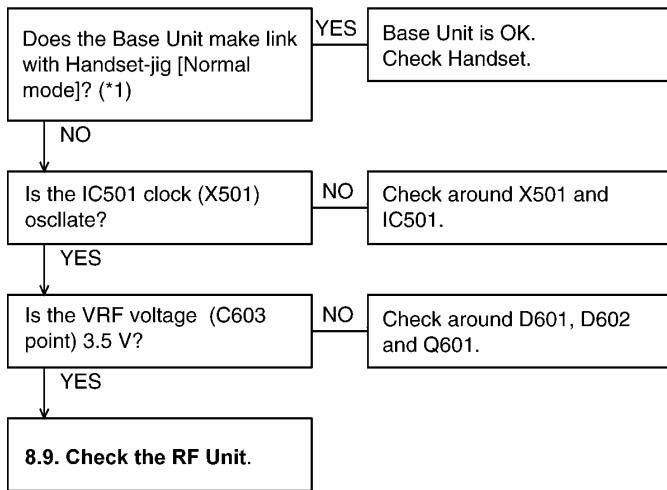 Does the Base Unit make link
with Handset-jig [Normal
mode]? (*1)
YES
Base Unit is OK.
Check Handset.
NO
Is the IC501 clock (X501)
oscllate?
NO
Check around X501 and
IC501.
YES
Is the VRF voltage (C603
point) 3.5 V?
NO
Check around D601, D602
and Q601.
YES
8.9. Check the RF Unit.